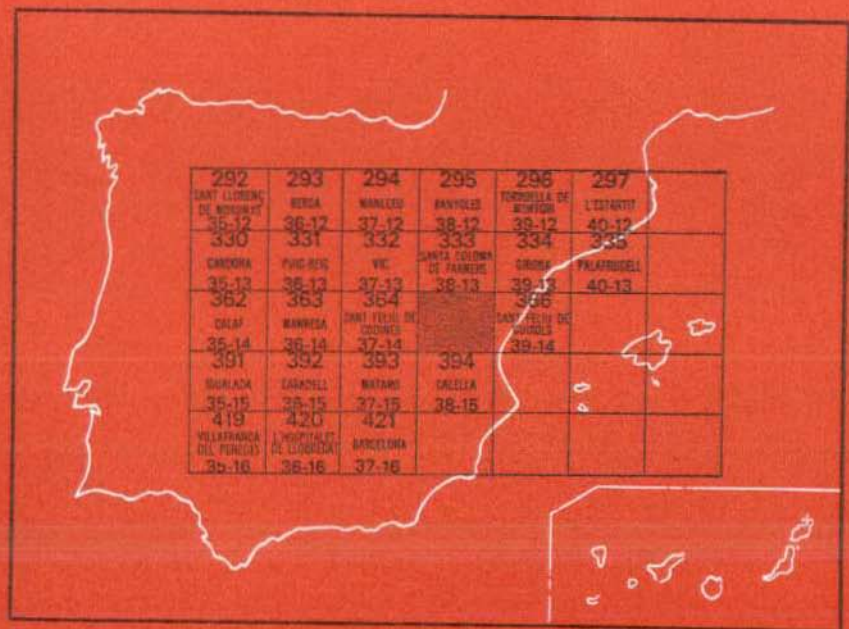 292 293 294 295 296 297
SANT LLORENÇ DE MORUNYS BERGA MANLLEU BANYOLES TORROELLA DE MONTGRI L'ESTARTIT
35-12 36-12 37-12 38-12 39-12 40-12
330 331 332 333 334 335
CARDONA PUIG-REIG VIC SANTA COLOMA DE FARNERS GIRONA PALAFRUGELL
35-13 36-13 37-13 38-13 39-13 40-13
362 363 364 366
CALAF MANRESA SANT FELIU DE CODINES SANT FELIU DE GUIXOLS
35-14 36-14 37-14 39-14
391 392 393 394
IGUALADA SABADELL MATARO CALELLA
35-15 36-15 37-15 38-15
419 420 421
VILLAFRANCA DEL PENEDES L'HOSPITALET DE LLOBREGAT BARCELONA
35-16 36-16 37-16